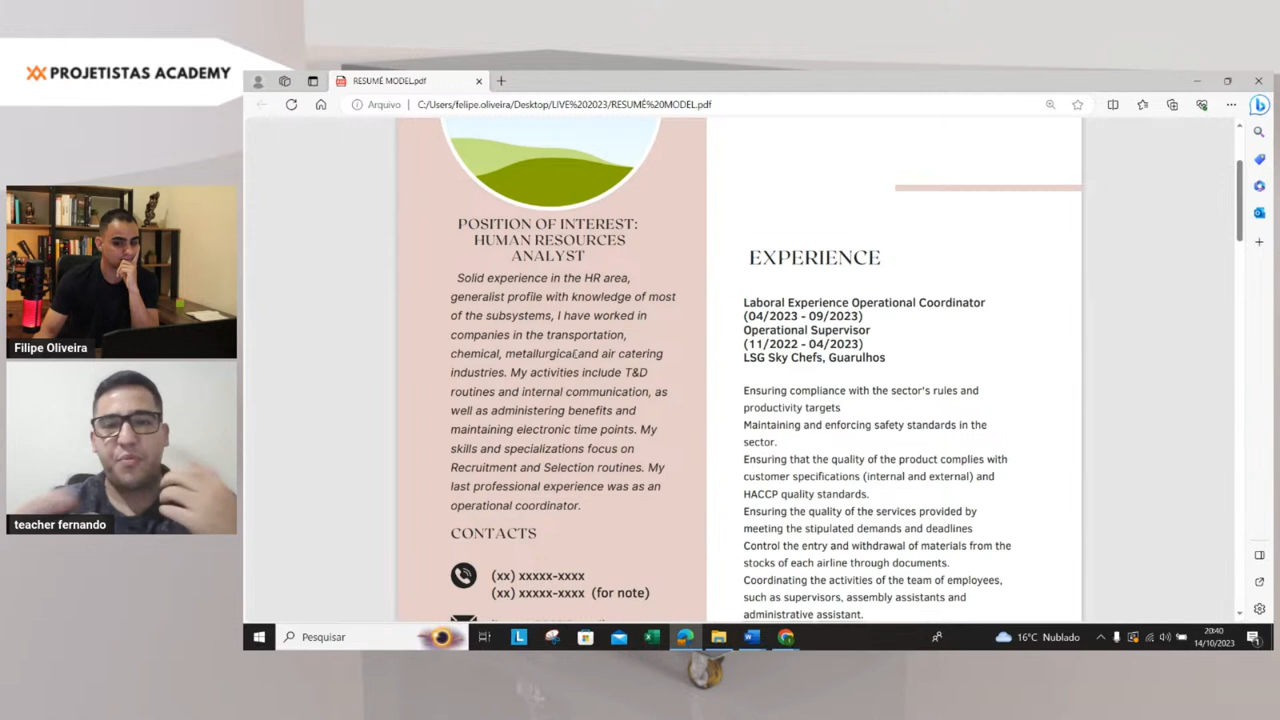 PROJETISTAS ACADEMY
RESUMÉ MODEL.pdf
Arquivo
C:/Users/felipe.oliveira/Desktop/LIVE%202023/RESUMÉ%20MODEL.pdf
POSITION OF INTEREST:
HUMAN RESOURCES
ANALYST
Solid experience in the HR area,
generalist profile with knowledge of most
of the subsystems, I have worked in
companies in the transportation,
chemical, metallurgical and air catering
industries. My activities include T&D
routines and internal communication, as
well as administering benefits and
maintaining electronic time points. My
skills and specializations focus on
Recruitment and Selection routines. My
last professional experience was as an
operational coordinator.
CONTACTS
(xx) xxxxx-xxxx
(xx) xxxxx-xxxx (for note)
EXPERIENCE
Laboral Experience Operational Coordinator
(04/2023 - 09/2023)
Operational Supervisor
(11/2022 - 04/2023)
LSG Sky Chefs, Guarulhos
Ensuring compliance with the sector's rules and
productivity targets
Maintaining and enforcing safety standards in the
sector.
Ensuring that the quality of the product complies with
customer specifications (internal and external) and
HACCP quality standards.
Ensuring the quality of the services provided by
meeting the stipulated demands and deadlines
Control the entry and withdrawal of materials from the
stocks of each airline through documents.
Coordinating the activities of the team of employees,
such as supervisors, assembly assistants and
administrative assistant.
Filipe Oliveira
teacher fernando
Pesquisar
16°C Nublado
20:40
14/10/2023